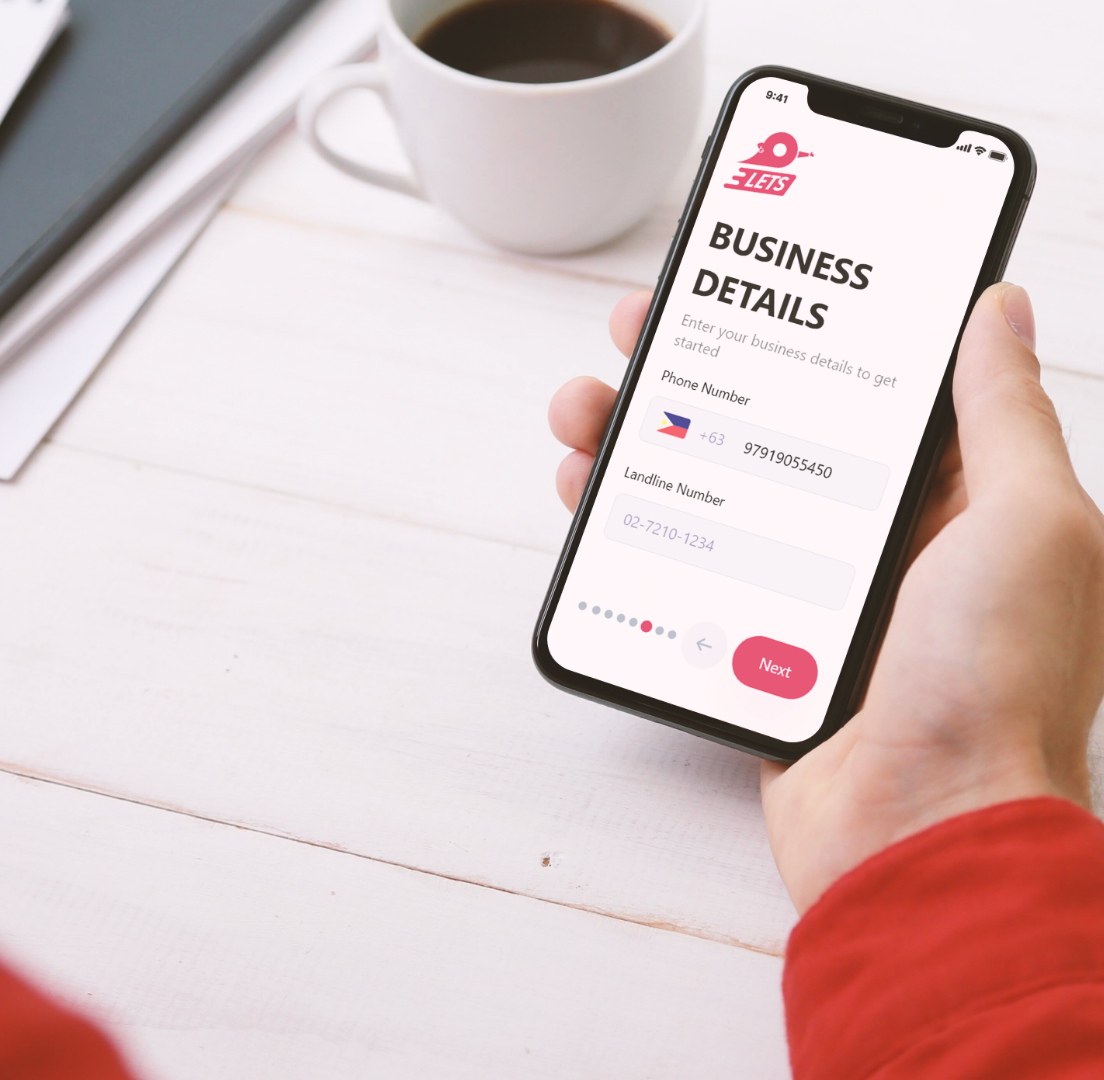 9:41
LETS
BUSINESS
DETAILS
Enter your business details to get
started
Phone Number
+63 97919055450
Landline Number
02-7210-1234
Next